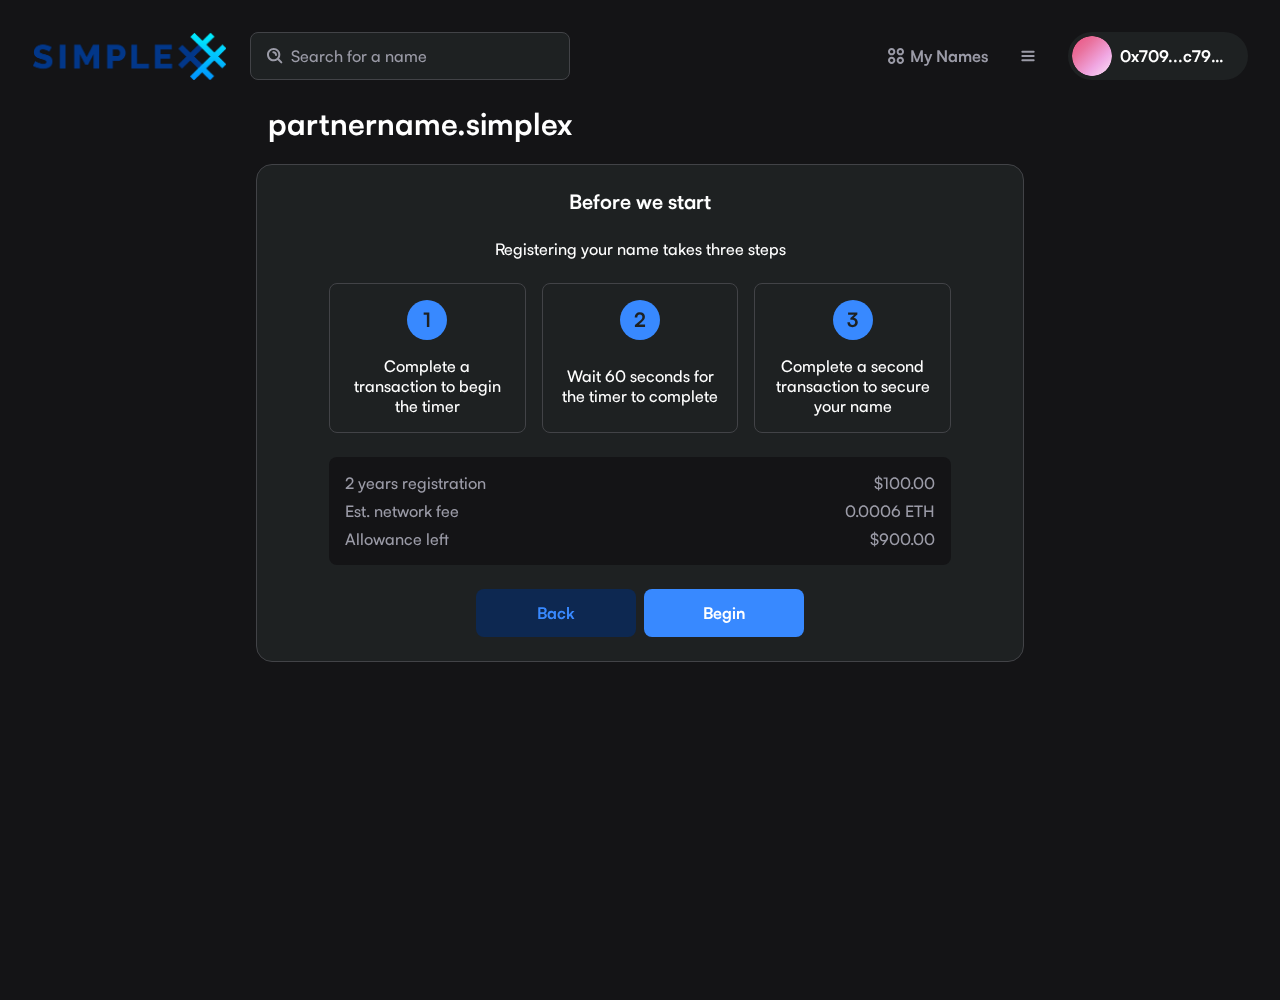 SIMPLEX
Search for a name
My Names
0x709...c79...
partnername.simplex
Before we start
Registering your name takes three steps
1
Complete a
transaction to begin
the timer
2
Wait 60 seconds for
the timer to complete
3
Complete a second
transaction to secure
your name
2 years registration $100.00
Est. network fee 0.0006 ETH
Allowance left $900.00
Back
Begin